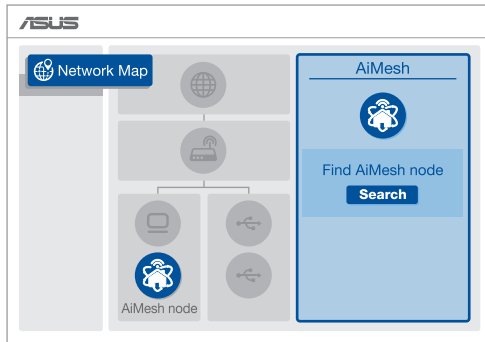 ASUS
Network Map
AiMesh
Find AiMesh node
Search
AiMesh node